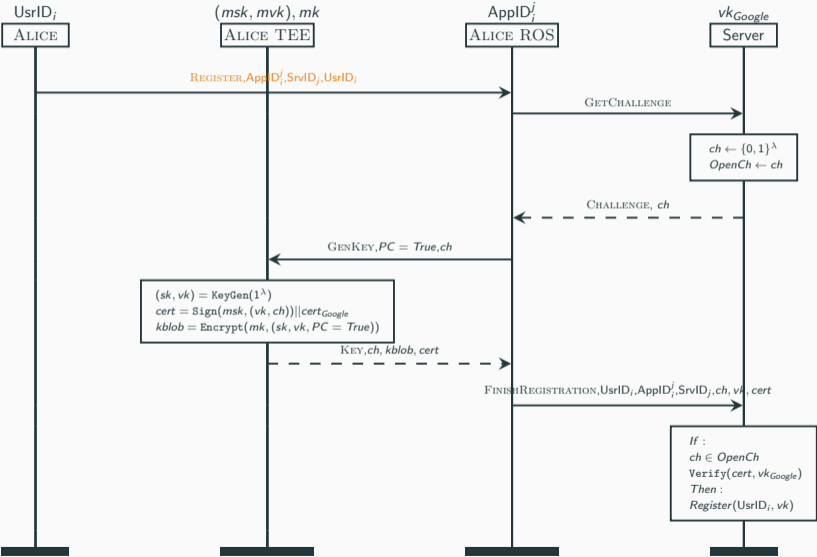 UsrID_i (msk, mvk), mk AppID_i^j vk_Google
ALICE ALICE TEE ALICE ROS Server
REGISTER,AppID_i^j,SrvID_j,UsrID_i
GETCHALLENGE
ch ← {0, 1}^λ
OpenCh ← ch
CHALLENGE, ch
GENKEY,PC = True,ch
(sk, vk) = KeyGen(1^λ)
cert = Sign(msk, (vk, ch))||cert_Google
kblob = Encrypt(mk, (sk, vk, PC = True))
KEY,ch, kblob, cert
FINISHREGISTRATION,UsrID_i,AppID_i^j,SrvID_j,ch, vk, cert
If :
ch ∈ OpenCh
Verify(cert, vk_Google)
Then :
Register(UsrID_i, vk)